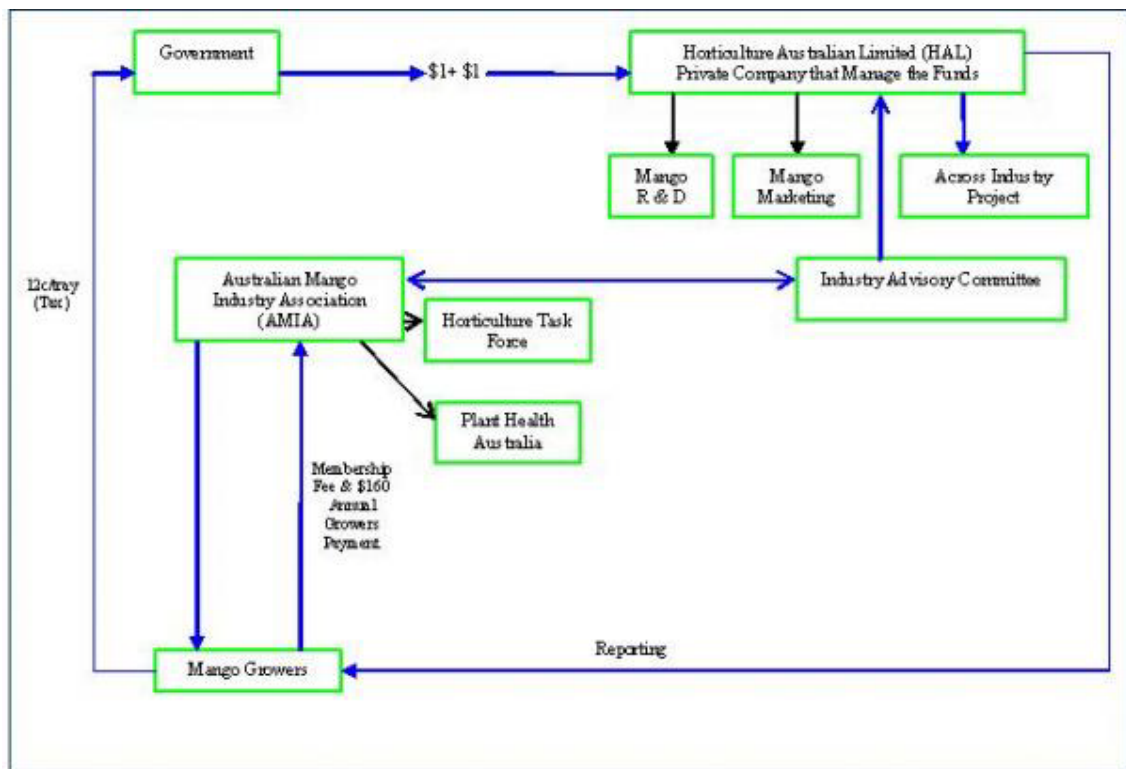 Government
$1+ $1
Horticulture Australian Limited (HAL)
Private Company that Manage the Funds
Mango
R & D
Mango
Marketing
Across Industry
Project
12c/tray
(Tax)
Australian Mango
Industry Association
(AMIA)
Industry Advisory Committee
Horticulture Task
Force
Plant Health
Australia
Membership
Fee & $160
Annual
Growers
Payment
Reporting
Mango Growers